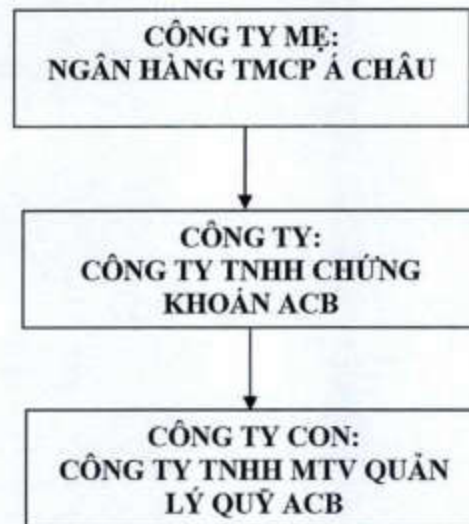 CÔNG TY MẸ:
NGÂN HÀNG TMCP Á CHÂU
CÔNG TY:
CÔNG TY TNHH CHỨNG
KHOÁN ACB
CÔNG TY CON:
CÔNG TY TNHH MTV QUẢN
LÝ QUỸ ACB